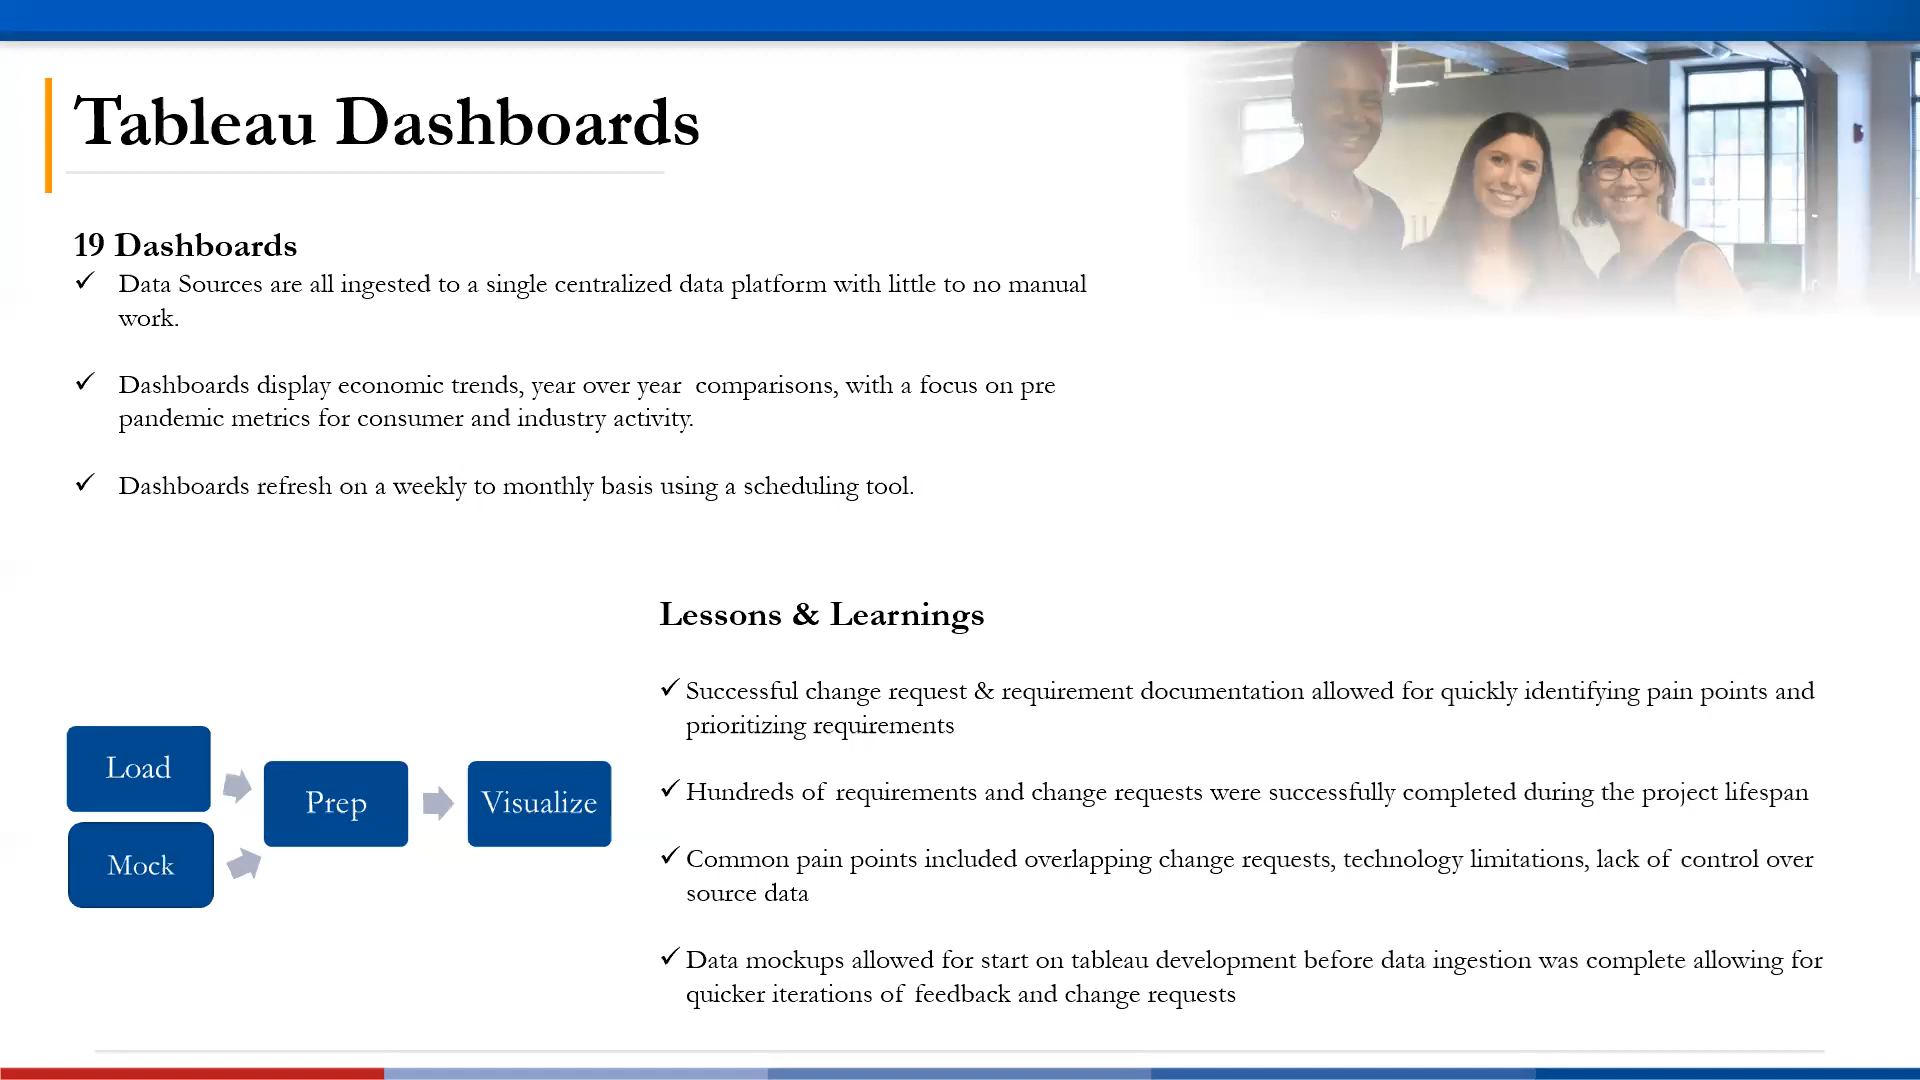 Tableau Dashboards
19 Dashboards
✓ Data Sources are all ingested to a single centralized data platform with little to no manual
work.
✓ Dashboards display economic trends, year over year  comparisons, with a focus on pre
pandemic metrics for consumer and industry activity.
✓ Dashboards refresh on a weekly to monthly basis using a scheduling tool.
Load
Mock
Prep
Visualize
Lessons & Learnings
✓ Successful change request & requirement documentation allowed for quickly identifying pain points and
prioritizing requirements
✓ Hundreds of requirements and change requests were successfully completed during the project lifespan
✓ Common pain points included overlapping change requests, technology limitations, lack of control over
source data
✓ Data mockups allowed for start on tableau development before data ingestion was complete allowing for
quicker iterations of feedback and change requests